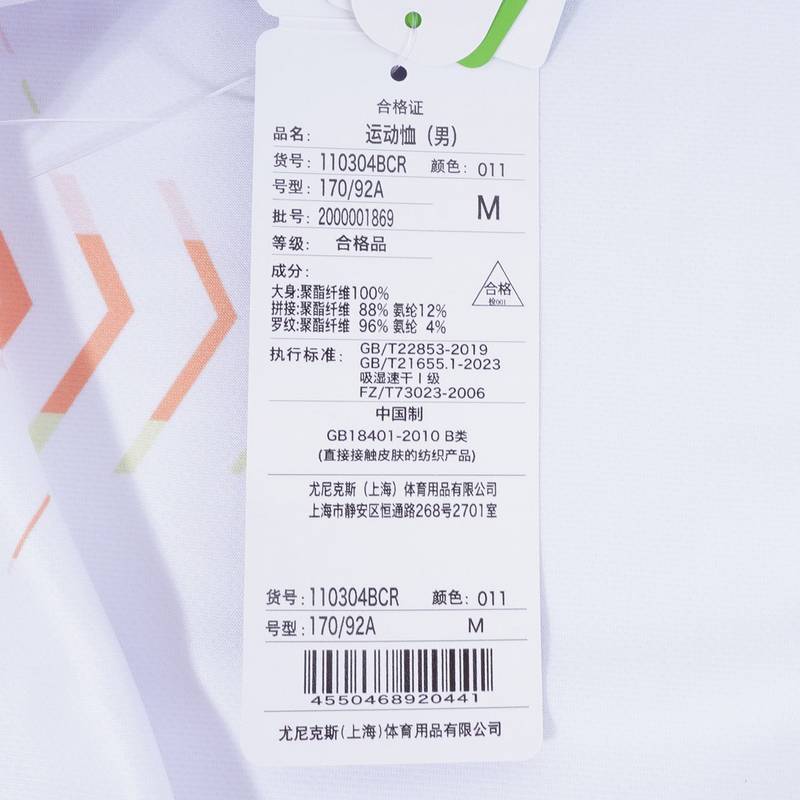 合格证
品名: 运动恤（男）
货号: 110304BCR 颜色: 011
号型: 170/92A
M
批号: 2000001869
等级: 合格品
成分:
大身:聚酯纤维100%
拼接:聚酯纤维 88% 氨纶12%
罗纹:聚酯纤维 96% 氨纶 4%
合格
检001
执行标准: GB/T22853-2019
GB/T21655.1-2023
吸湿速干Ⅰ级
FZ/T73023-2006
中国制
GB18401-2010 B类
(直接接触皮肤的纺织产品)
尤尼克斯（上海）体育用品有限公司
上海市静安区恒通路268号2701室
货号: 110304BCR 颜色: 011
号型: 170/92A M
4550468920441
尤尼克斯(上海)体育用品有限公司